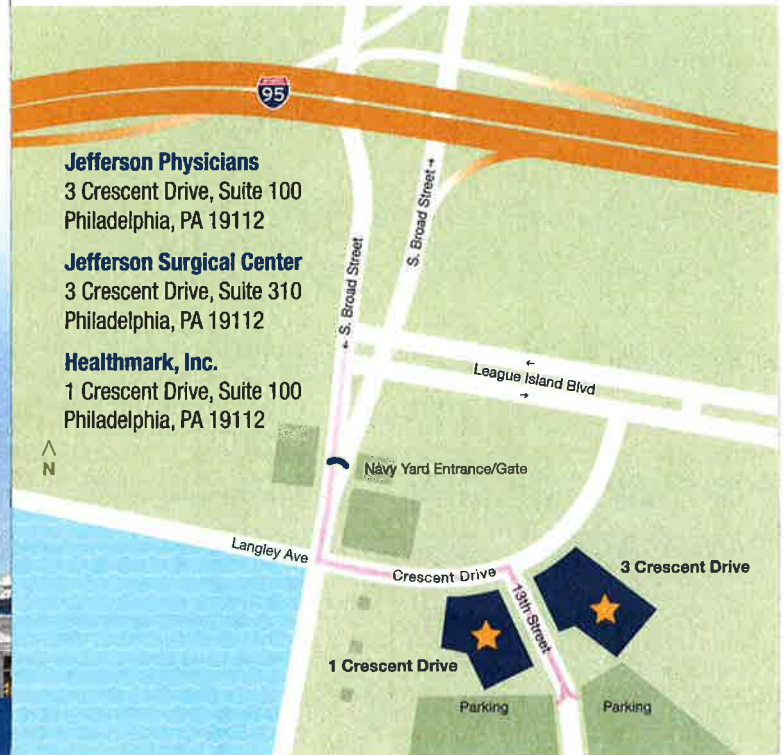 95
Jefferson Physicians
3 Crescent Drive, Suite 100
Philadelphia, PA 19112
Jefferson Surgical Center
3 Crescent Drive, Suite 310
Philadelphia, PA 19112
Healthmark, Inc.
1 Crescent Drive, Suite 100
Philadelphia, PA 19112
S. Broad Street →
← S. Broad Street
←
League Island Blvd
→
N
Navy Yard Entrance/Gate
Langley Ave
Crescent Drive
3 Crescent Drive
13th Street
1 Crescent Drive
Parking
Parking